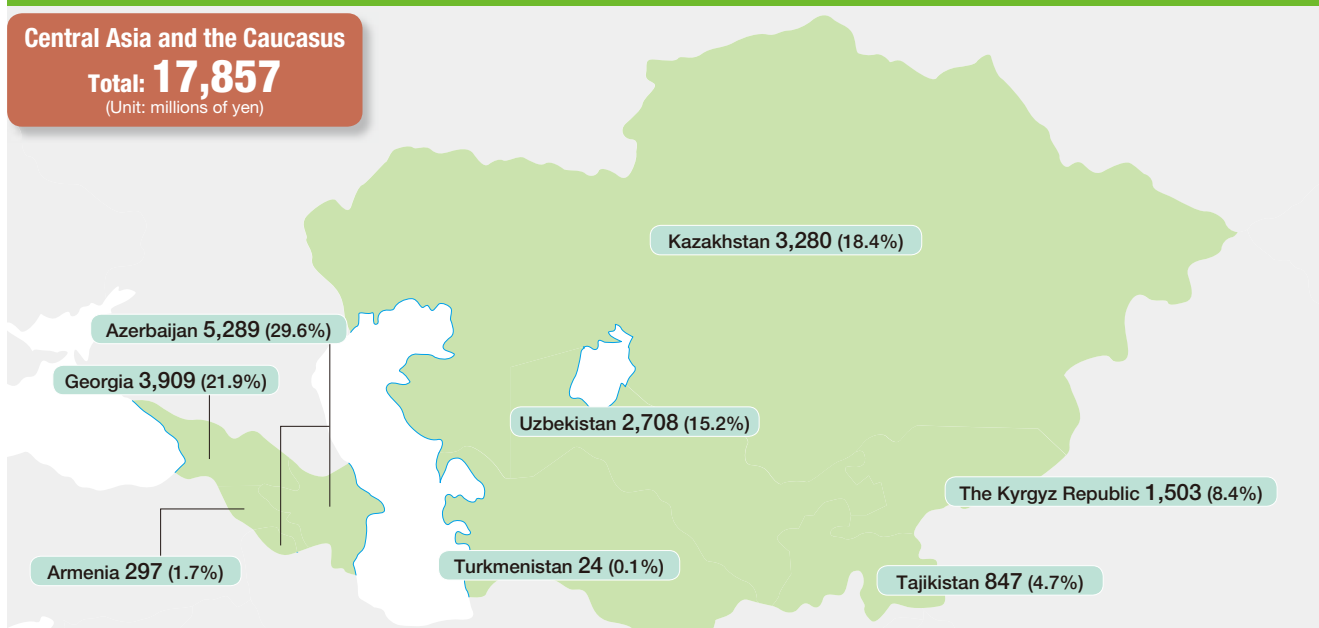 Central Asia and the Caucasus
Total: 17,857
(Unit: millions of yen)
Kazakhstan 3,280 (18.4%)
Azerbaijan 5,289 (29.6%)
Georgia 3,909 (21.9%)
Uzbekistan 2,708 (15.2%)
The Kyrgyz Republic 1,503 (8.4%)
Armenia 297 (1.7%)
Turkmenistan 24 (0.1%)
Tajikistan 847 (4.7%)